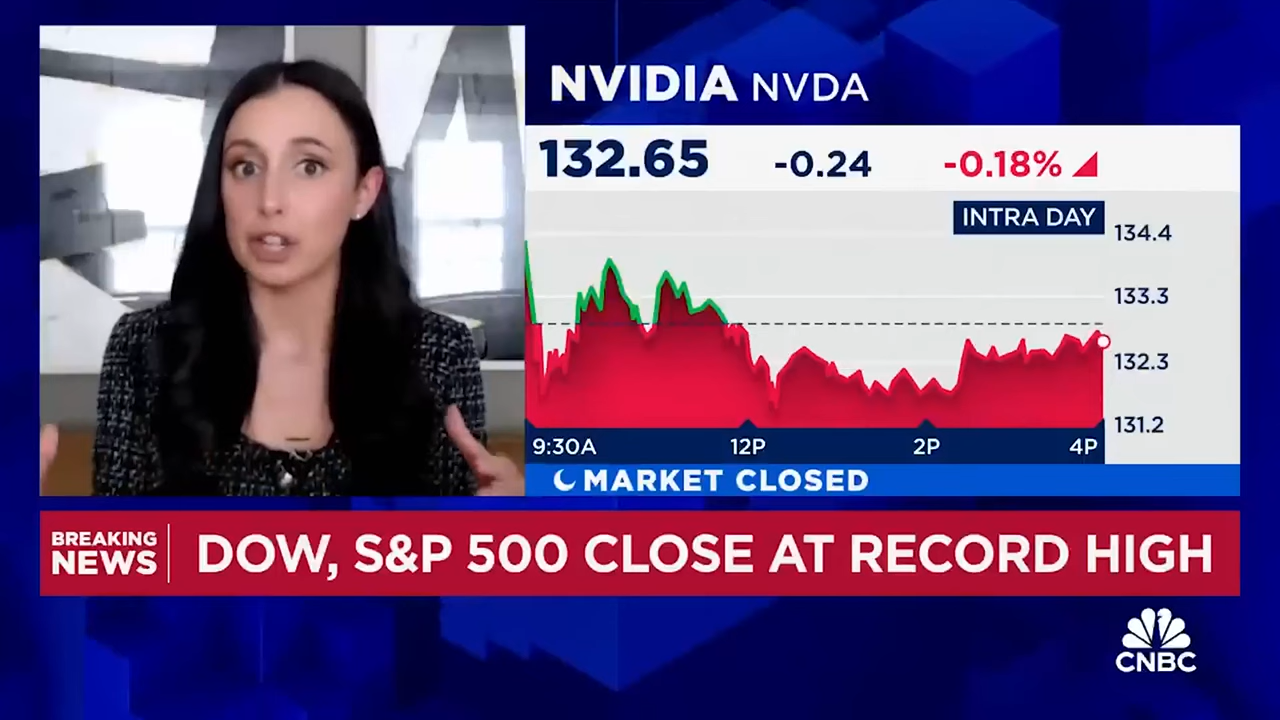 NVIDIA NVDA
132.65 -0.24 -0.18%
INTRA DAY
134.4
133.3
132.3
131.2
9:30A 12P 2P 4P
MARKET CLOSED
BREAKING
NEWS
DOW, S&P 500 CLOSE AT RECORD HIGH
CNBC